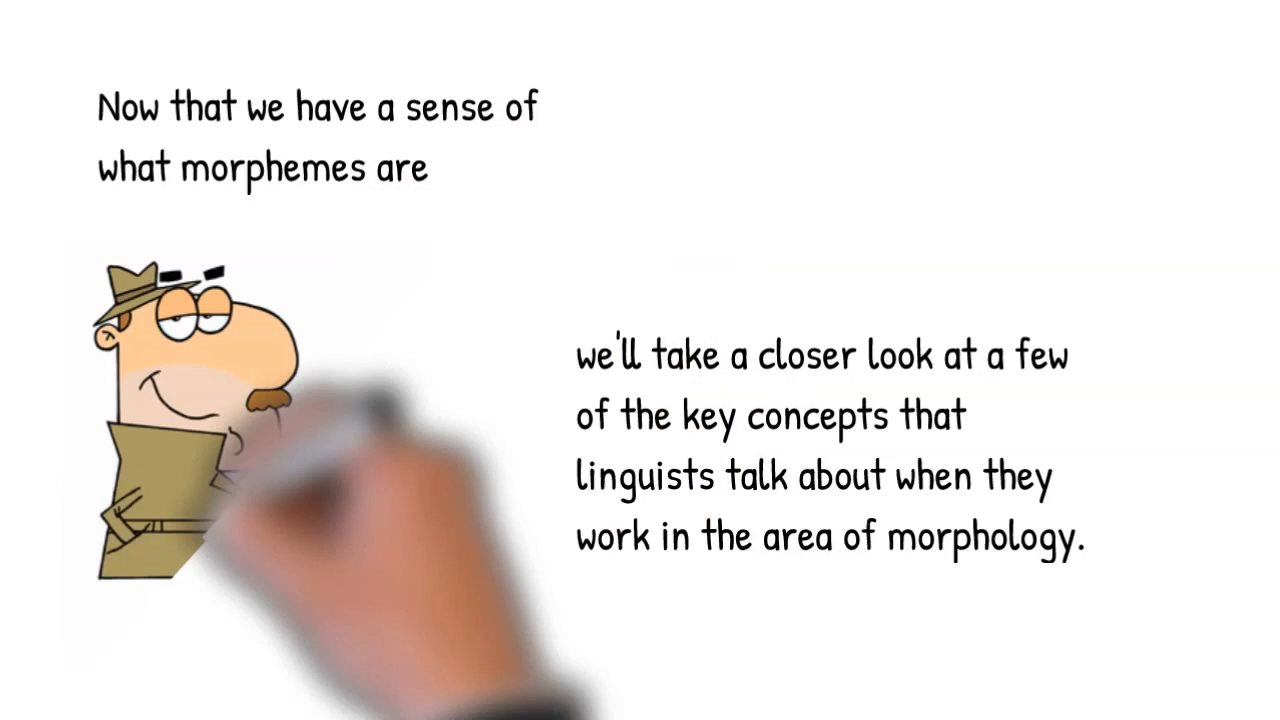 Now that we have a sense of
what morphemes are
we'll take a closer look at a few
of the key concepts that
linguists talk about when they
work in the area of morphology.